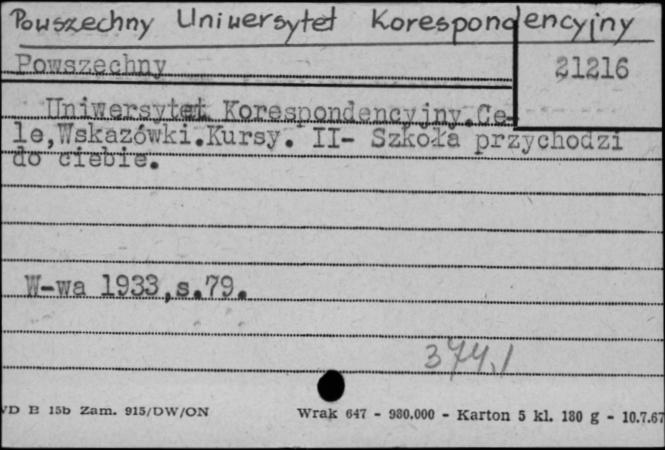 Powszechny Uniwersytet Korespondencyjny
Powszechny
21216
Uniwersytet Korespondencyjny.Ce-
le,Wskazówki.Kursy. II- Szkoła przychodzi
do ciebie.
W-wa 1933,s.79.
374,1
VD B 15b Zam. 915/DW/ON Wrak 647 - 980.000 - Karton 5 kl. 180 g - 10.7.67